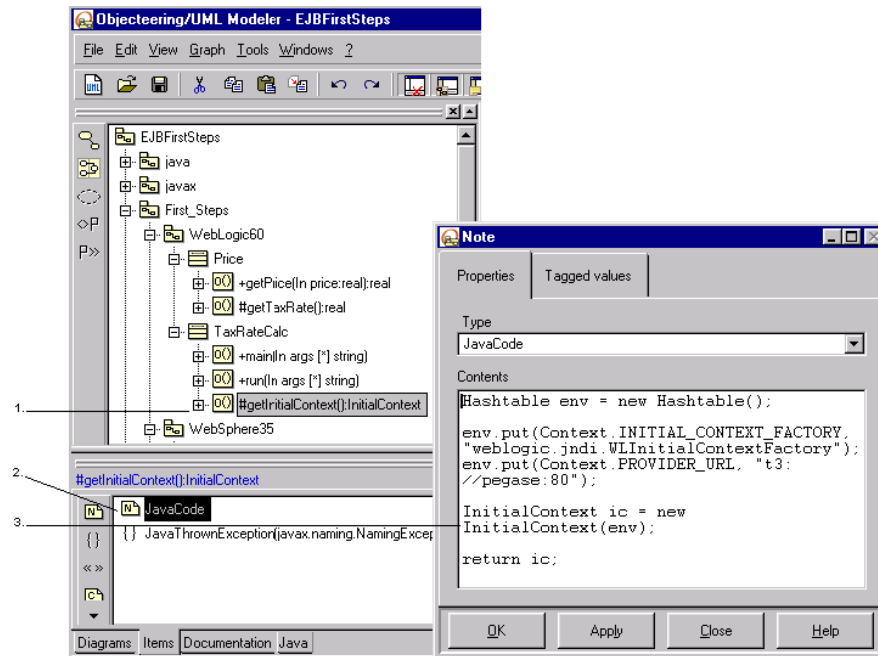 Objecteering/UML Modeler - EJBFirstSteps
File Edit View Graph Tools Windows ?
EJBFirstSteps
java
javax
First_Steps
WebLogic60
Price
+getPrice(In price:real):real
#getTaxRate():real
TaxRateCalc
+main(In args [*] string)
+run(In args [*] string)
1. #getInitialContext():InitialContext
WebSphere35
#getInitialContext():InitialContext
2. JavaCode
3. {} JavaThrownException(javax.naming.NamingExcep
Diagrams Items Documentation Java
Note
Properties Tagged values
Type
JavaCode
Contents
Hashtable env = new Hashtable();
env.put(Context.INITIAL_CONTEXT_FACTORY,
"weblogic.jndi.WLInitialContextFactory");
env.put(Context.PROVIDER_URL, "t3:
//pegase:80");
InitialContext ic = new
InitialContext(env);
return ic;
OK Apply Close Help